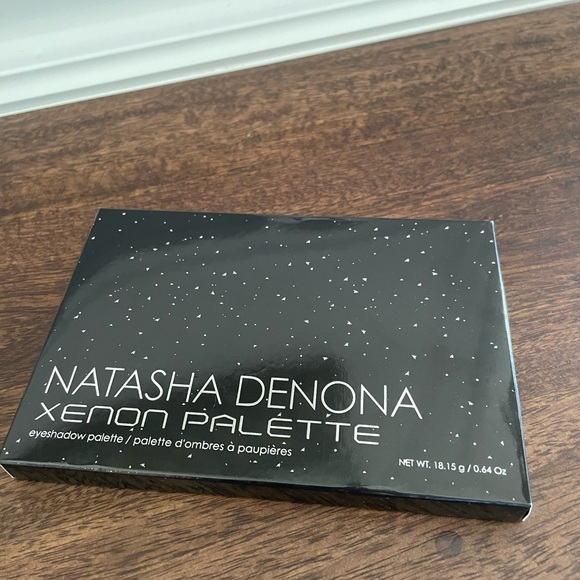 NATASHA DENONA
XENON PALETTE
eyeshadow palette / palette d'ombres à paupières
NET WT. 18.15 g / 0.64 Oz